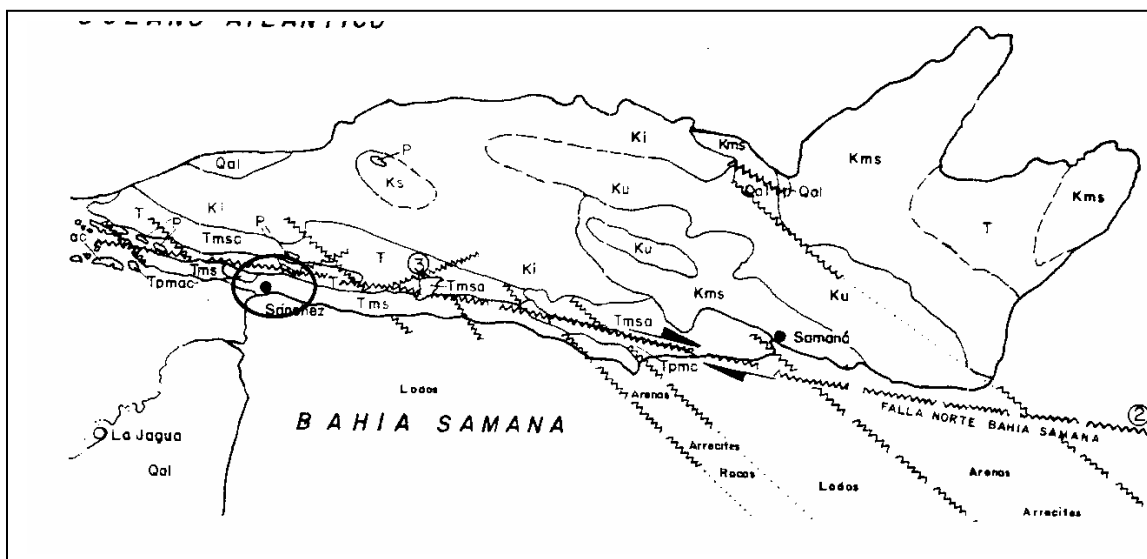 OCEANO ATLANTICO
Ki
Kms
Kms
Qal
P
Ks
Qal
Qal
Kms
Ku
T
Ki
P
P
T
Ku
T
ac
Tmsa
3
Tms
T
Ki
Tmsa
Kms
Ku
Tpmac
Tms
Sánchez
Tmsa
Samaná
Tpmc
Lodos
Arenas
FALLA NORTE BAHIA SAMANA
2
BAHIA SAMANA
La Jagua
Qal
Arrecites
Rocas
Lodos
Arenas
Arrecites